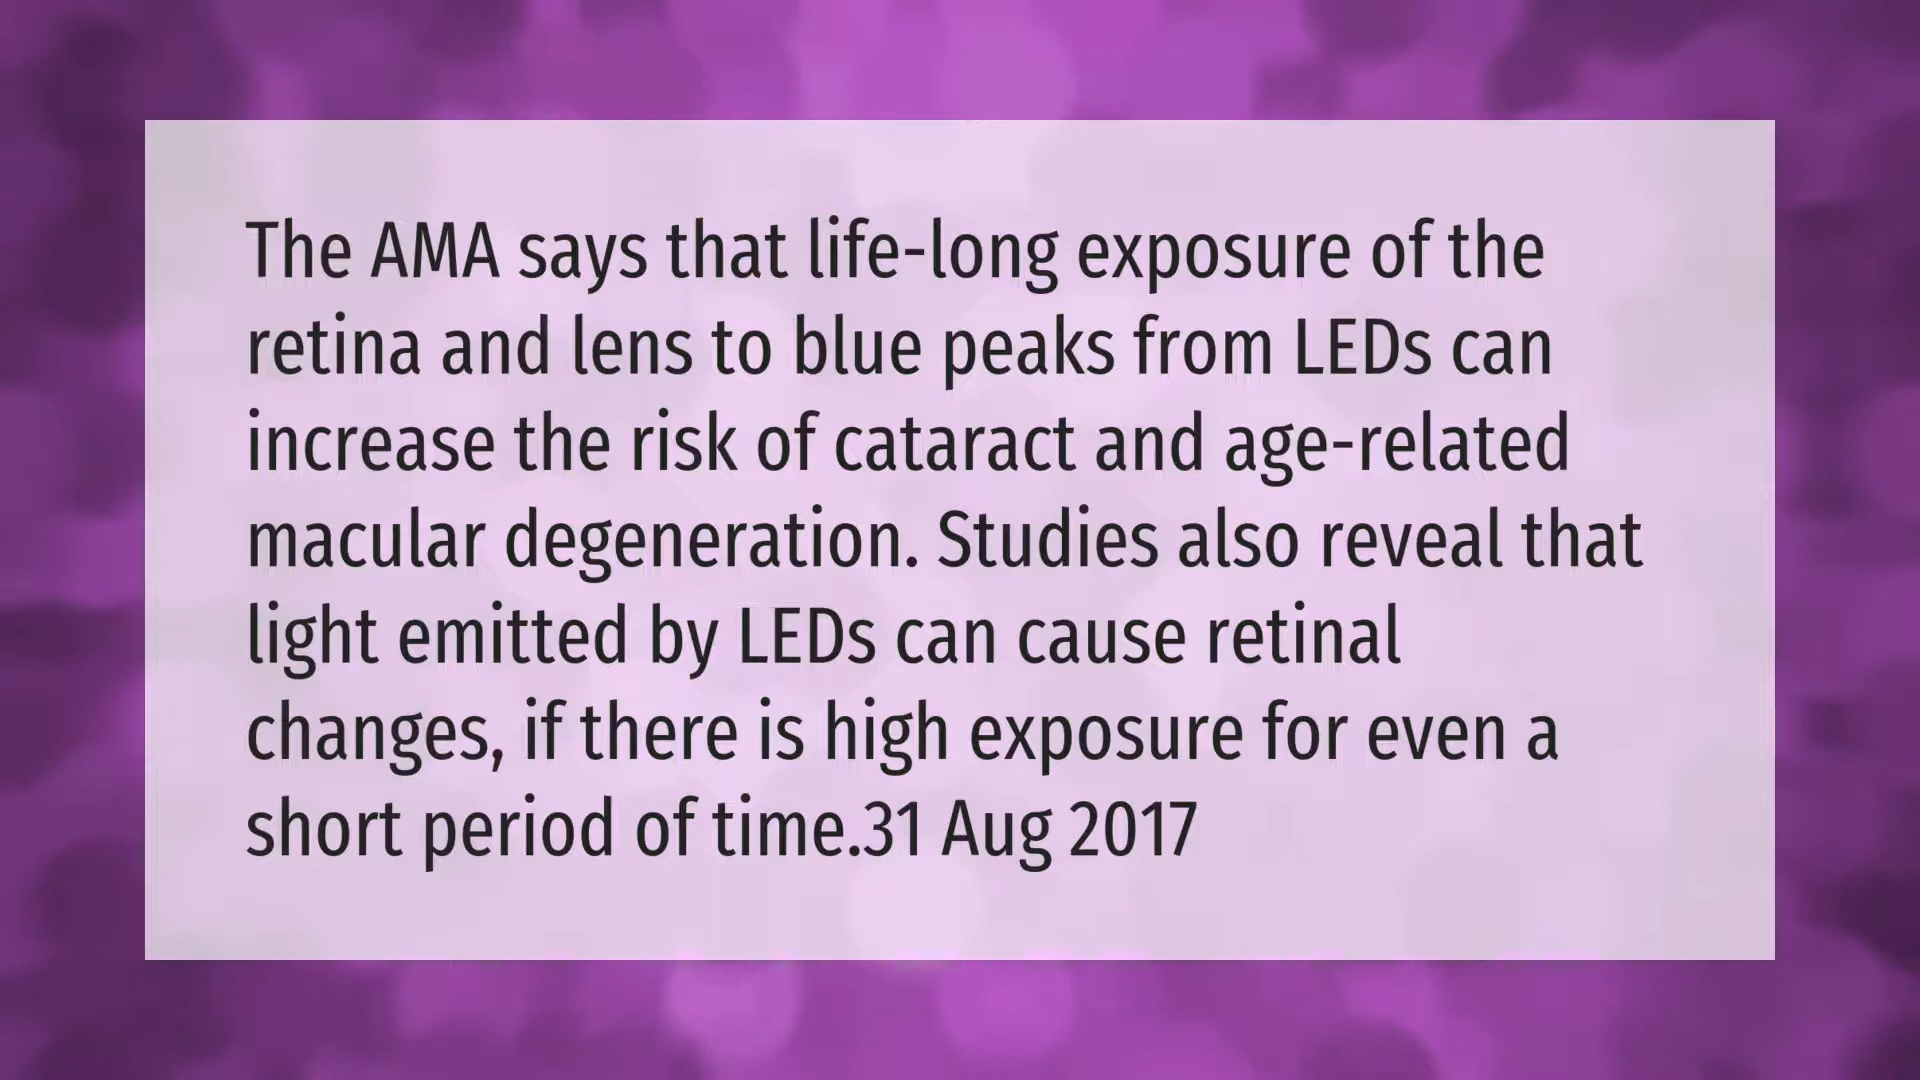 The AMA says that life-long exposure of the
retina and lens to blue peaks from LEDs can
increase the risk of cataract and age-related
macular degeneration. Studies also reveal that
light emitted by LEDs can cause retinal
changes, if there is high exposure for even a
short period of time.31 Aug 2017